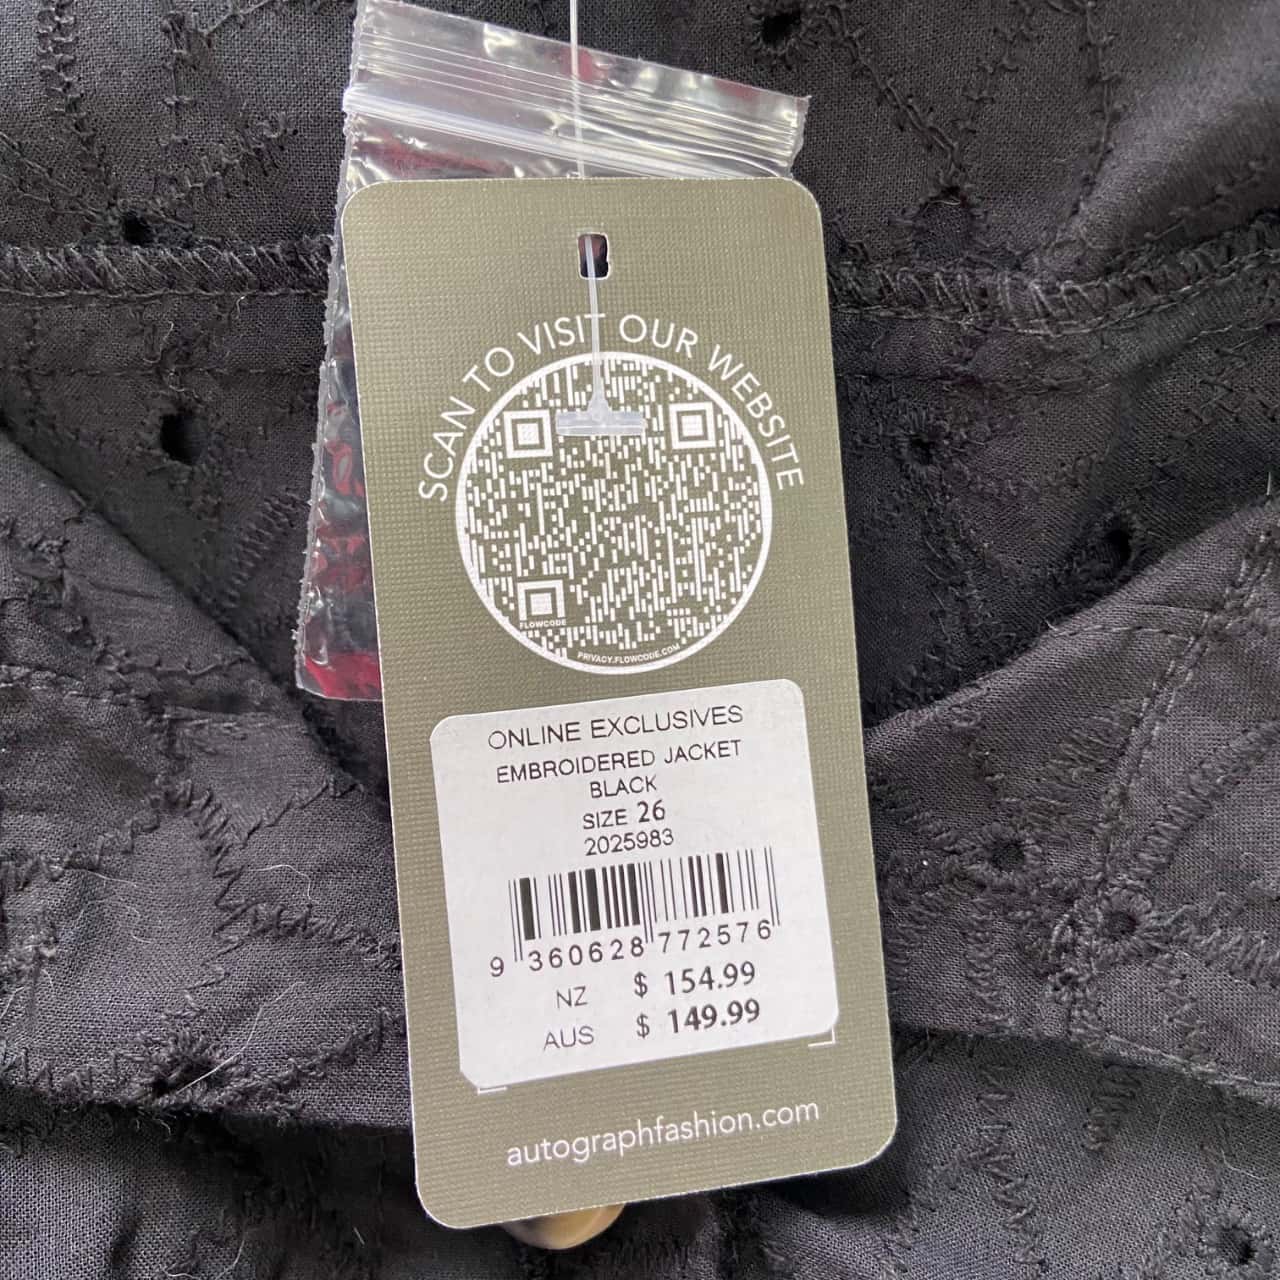 SCAN TO VISIT OUR WEBSITE
FLOWCODE
PRIVACY.FLOWCODE.COM
ONLINE EXCLUSIVES
EMBROIDERED JACKET
BLACK
SIZE 26
2025983
9 360628 772576
NZ $ 154.99
AUS $ 149.99
autographfashion.com